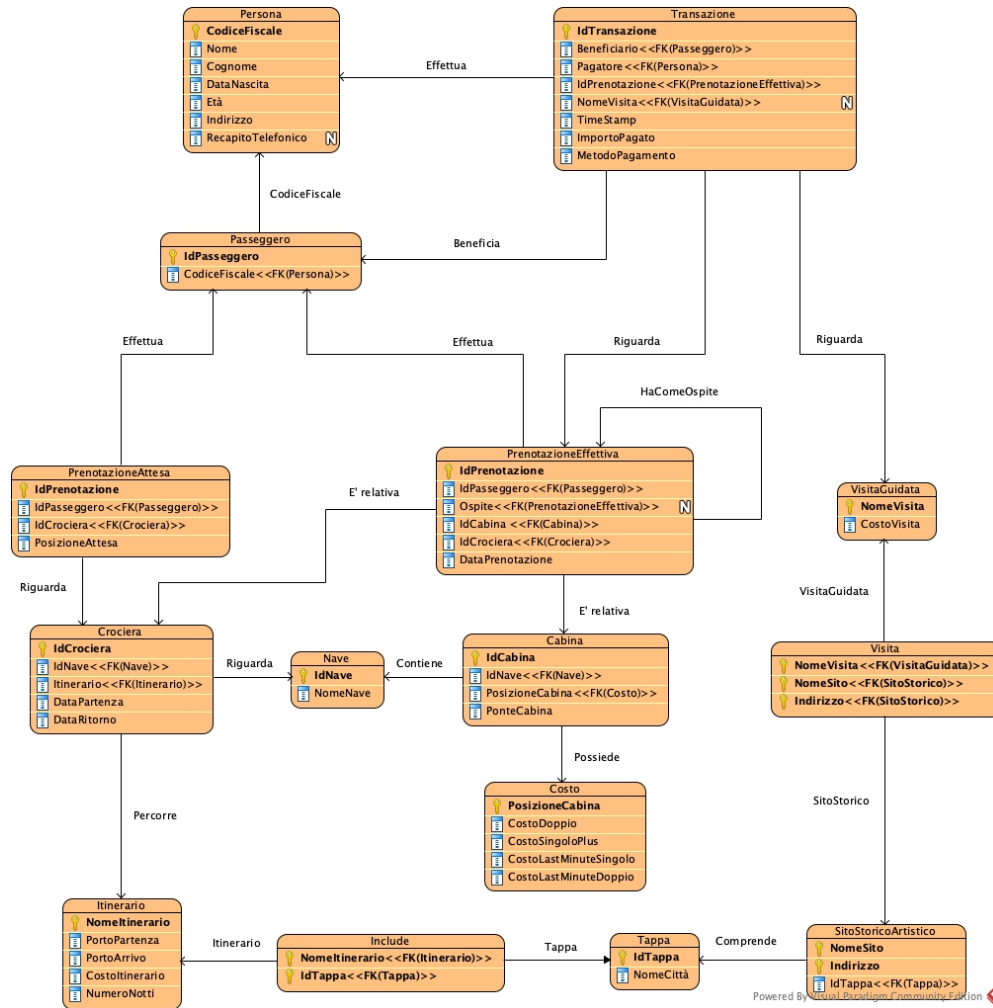 Persona
CodiceFiscale
Nome
Cognome
DataNascita
Età
Indirizzo
RecapitoTelefonico N
Transazione
IdTransazione
Beneficiario<<FK(Passeggero)>>
Pagatore<<FK(Persona)>>
IdPrenotazione<<FK(PrenotazioneEffettiva)>>
NomeVisita<<FK(VisitaGuidata)>> N
TimeStamp
ImportoPagato
MetodoPagamento
Effettua
CodiceFiscale
Passeggero
IdPasseggero
CodiceFiscale<<FK(Persona)>>
Beneficia
Effettua
Effettua
Riguarda
Riguarda
HaComeOspite
PrenotazioneAttesa
IdPrenotazione
IdPasseggero<<FK(Passeggero)>>
IdCrociera<<FK(Crociera)>>
PosizioneAttesa
E' relativa
PrenotazioneEffettiva
IdPrenotazione
IdPasseggero<<FK(Passeggero)>>
Ospite<<FK(PrenotazioneEffettiva)>> N
IdCabina <<FK(Cabina)>>
IdCrociera<<FK(Crociera)>>
DataPrenotazione
VisitaGuidata
NomeVisita
CostoVisita
Riguarda
E' relativa
VisitaGuidata
Crociera
IdCrociera
IdNave<<FK(Nave)>>
Itinerario<<FK(Itinerario)>>
DataPartenza
DataRitorno
Riguarda
Nave
IdNave
NomeNave
Contiene
Cabina
IdCabina
IdNave<<FK(Nave)>>
PosizioneCabina<<FK(Costo)>>
PonteCabina
Visita
NomeVisita<<FK(VisitaGuidata)>>
NomeSito<<FK(SitoStorico)>>
Indirizzo<<FK(SitoStorico)>>
Possiede
Costo
PosizioneCabina
CostoDoppio
CostoSingoloPlus
CostoLastMinuteSingolo
CostoLastMinuteDoppio
Percorre
SitoStorico
Itinerario
NomeItinerario
PortoPartenza
PortoArrivo
CostoItinerario
NumeroNotti
Itinerario
Include
NomeItinerario<<FK(Itinerario)>>
IdTappa<<FK(Tappa)>>
Tappa
Tappa
IdTappa
NomeCittà
Comprende
SitoStoricoArtistico
NomeSito
Indirizzo
IdTappa<<FK(Tappa)>>
Powered By Visual Paradigm Community Edition